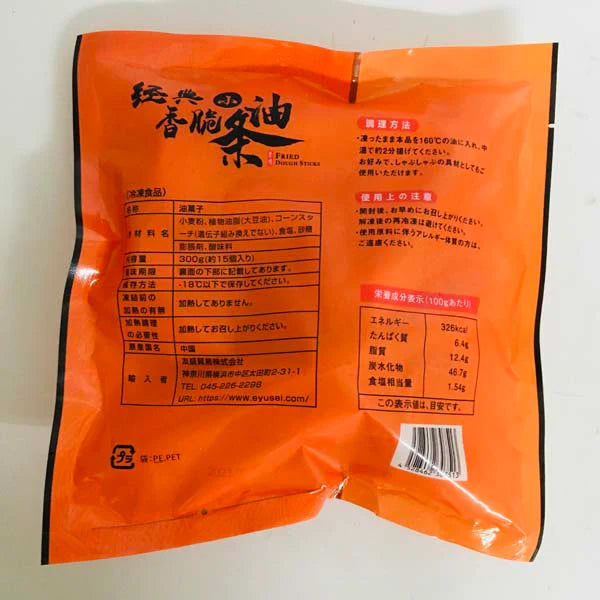 経典
香脆
小
油
条
FRIED
DOUGH STICKS
調理方法
・凍ったまま本品を160℃の油に入れ、中
温で約2分揚げてください。
お好みで、しゃぶしゃぶの具材としてもご
使用いただけます。
使用上の注意
・開封後、お早めにお召し上がりください。
解凍後の再冷凍は避けてください。
・使用原料に伴うアレルギー体質の方は、
ご遠慮ください。
(冷凍食品)
名称 油菓子
材料名 小麦粉、植物油脂(大豆油)、コーンスタ
ーチ(遺伝子組み換えでない)、食塩、砂糖
膨脹剤、酸味料
内容量 300g(約15個入り)
賞味期限 裏面の下部に記載してあります。
保存方法 -18℃以下で保存してください。
凍結前の
加熱の有無 加熱してありません。
加熱調理
の必要性 加熱してお召し上がりください。
原産国名 中国
輸入者 友盛貿易株式会社
神奈川県横浜市中区太田町2-31-1
TEL: 045-226-2298
URL: https://www.eyusei.com/
栄養成分表示(100gあたり)
エネルギー 326kcal
たんぱく質 6.4g
脂質 12.4g
炭水化物 46.7g
食塩相当量 1.54g
この表示値は、目安です。
プラ
袋:PE,PET